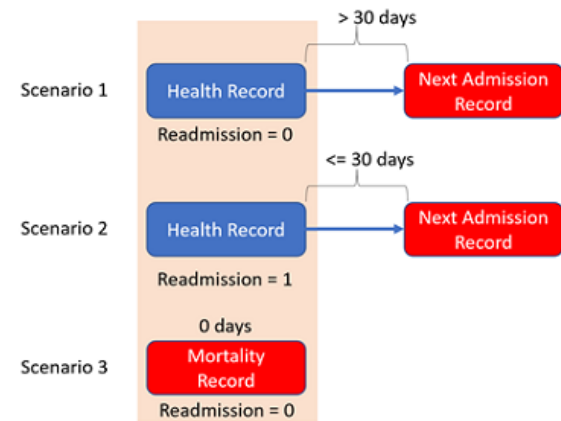 > 30 days
Scenario 1
Health Record
Next Admission
Record
Readmission = 0
<= 30 days
Scenario 2
Health Record
Next Admission
Record
Readmission = 1
0 days
Scenario 3
Mortality
Record
Readmission = 0